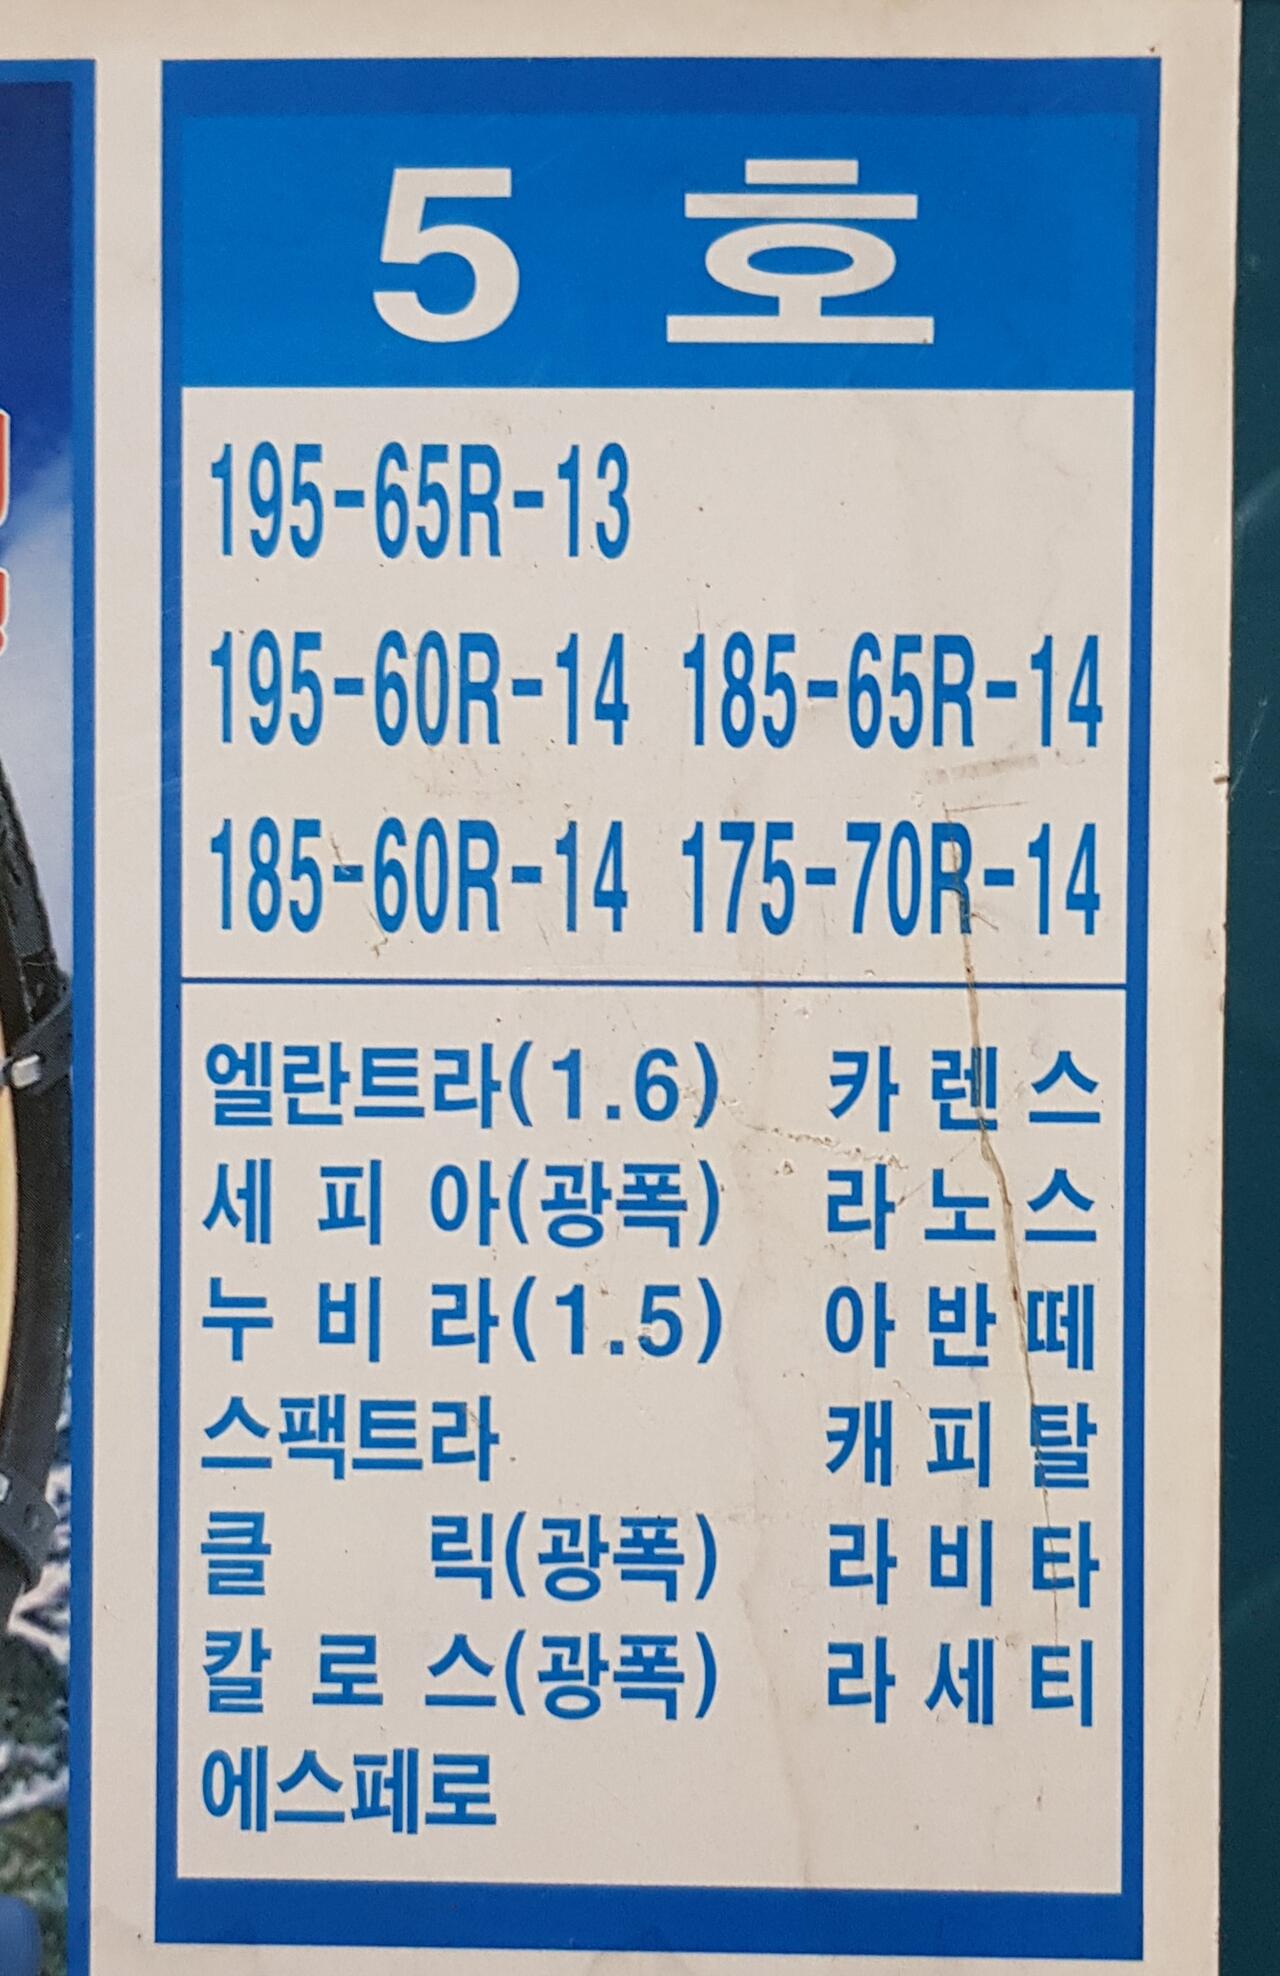 5 호
195-65R-13
195-60R-14 185-65R-14
185-60R-14 175-70R-14
엘란트라(1.6) 카렌스
세피아(광폭) 라노스
누비라(1.5) 아반떼
스팩트라 캐피탈
클릭(광폭) 라비타
칼로스(광폭) 라세티
에스페로